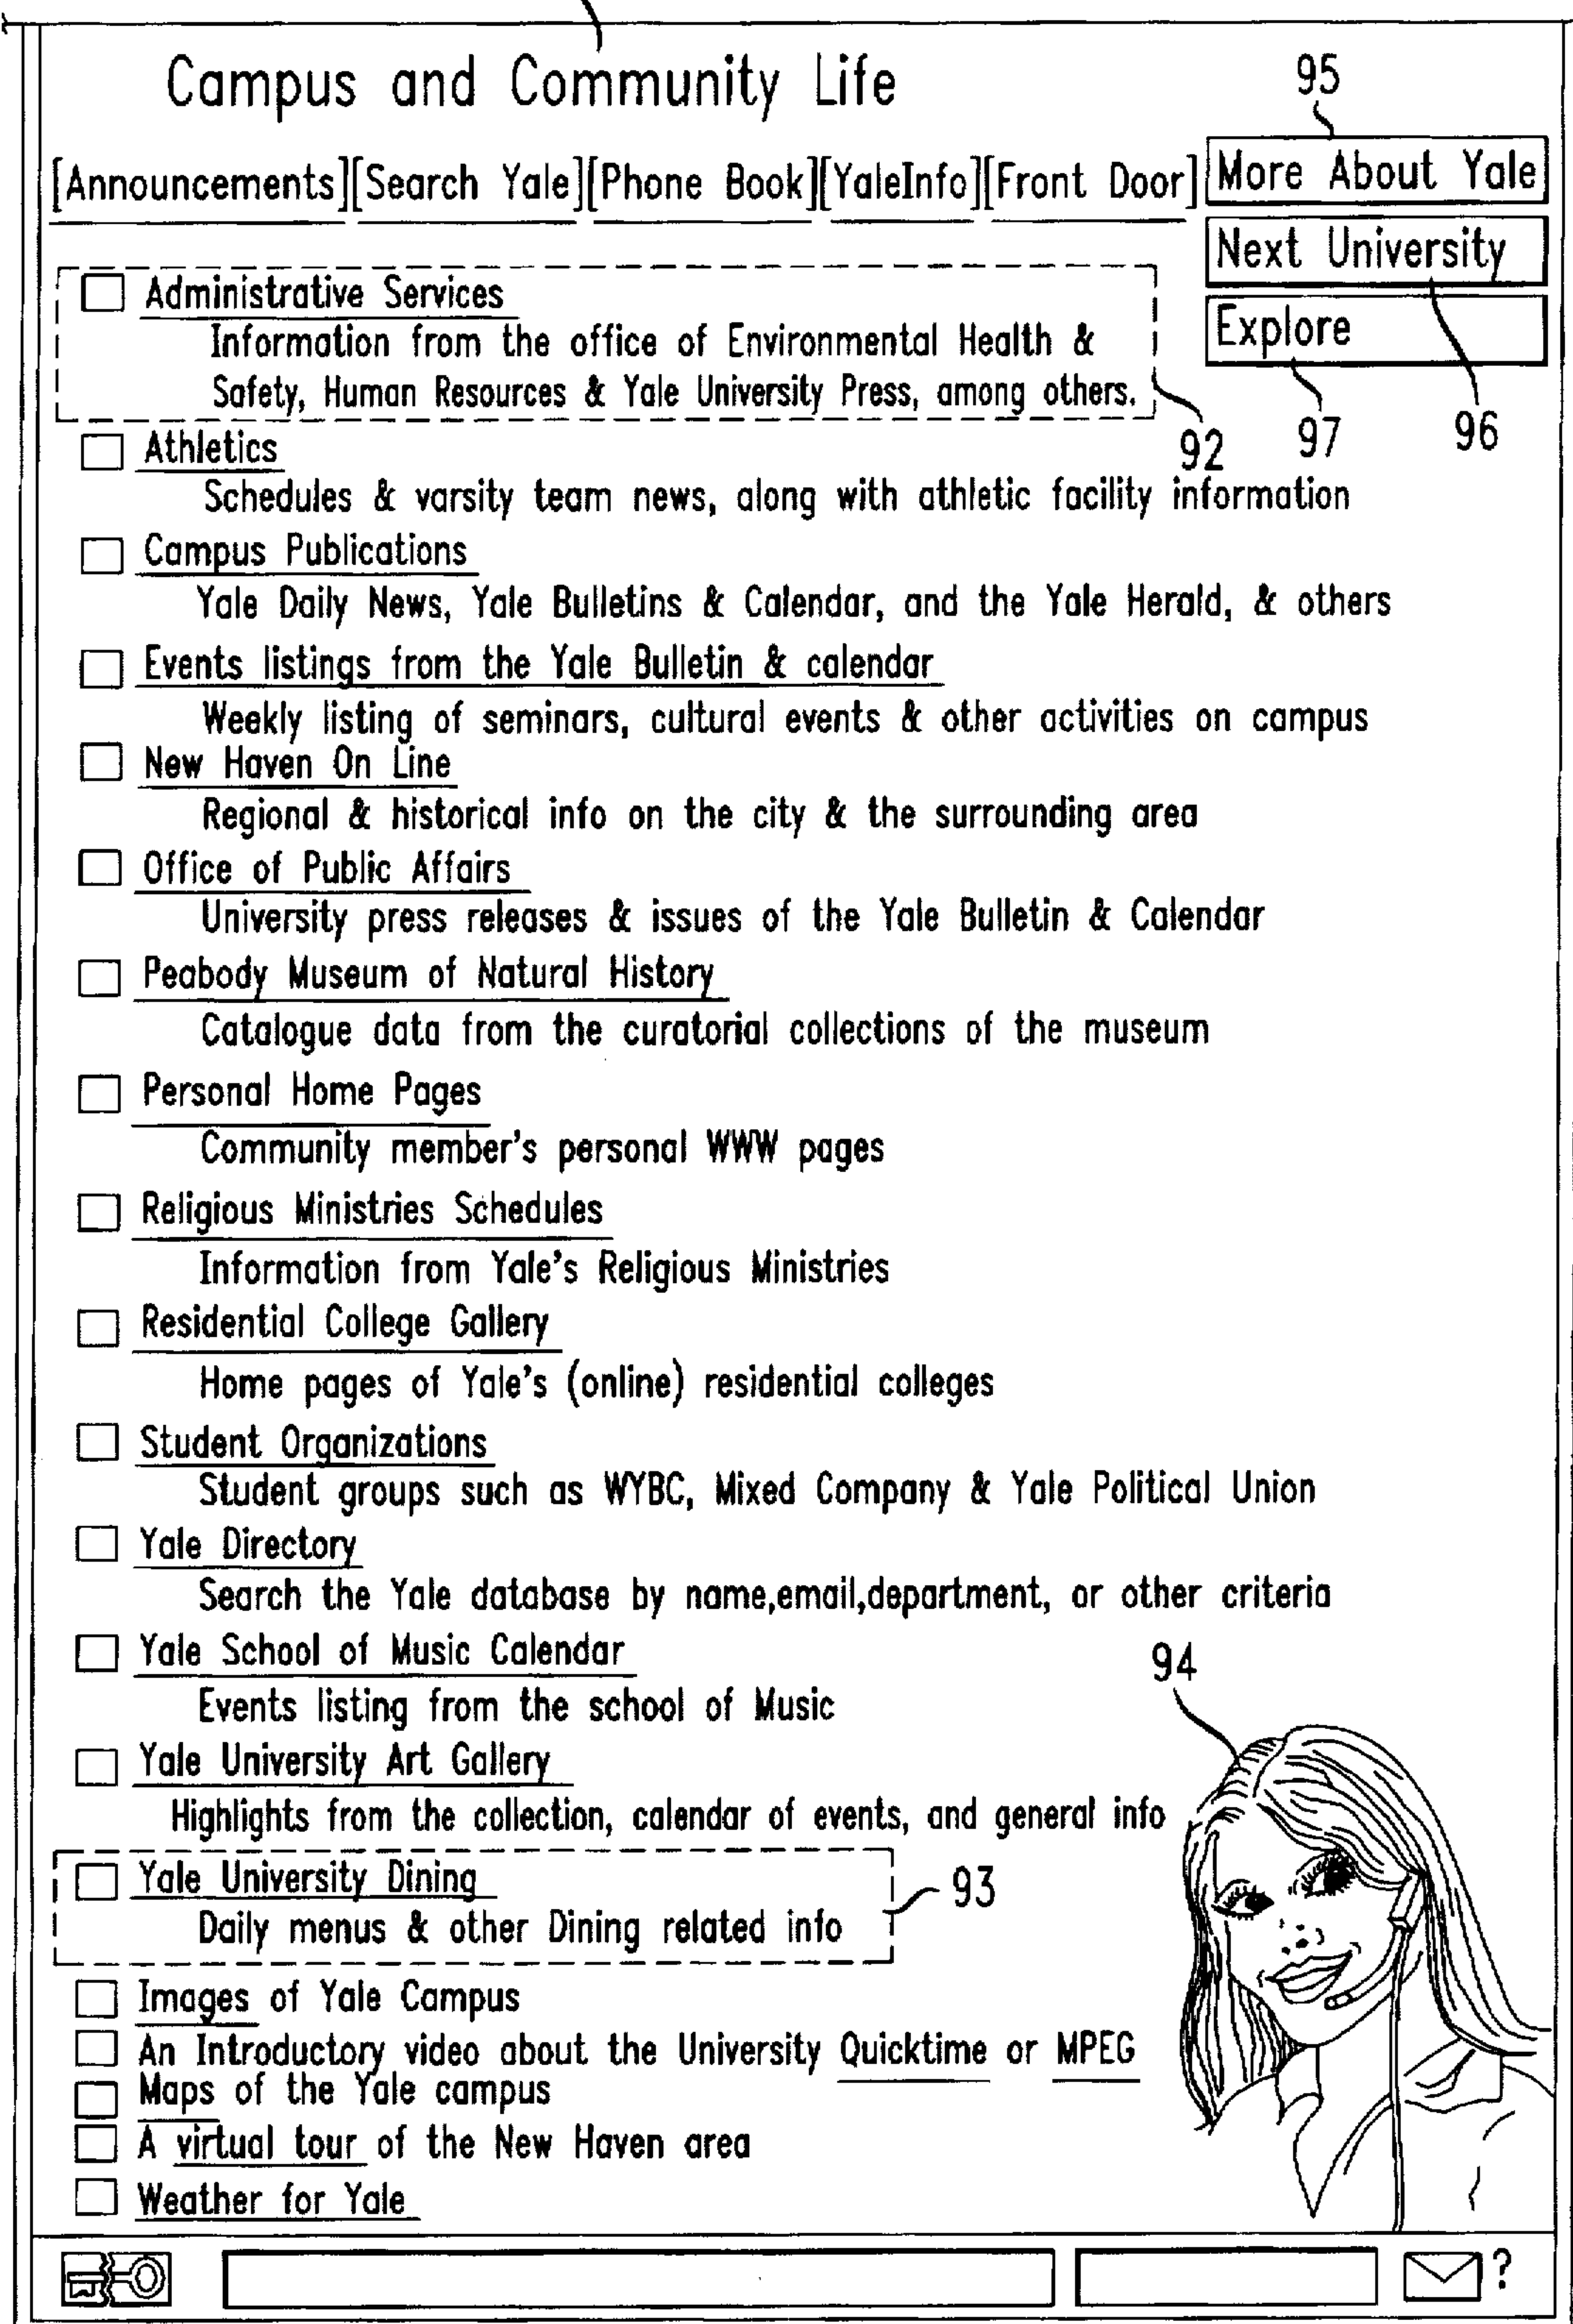 Campus and Community Life
95
[Announcements][Search Yale][Phone Book][YaleInfo][Front Door]
More About Yale
Next University
Explore
Administrative Services
Information from the office of Environmental Health &
Safety, Human Resources & Yale University Press, among others.
92
97
96
Athletics
Schedules & varsity team news, along with athletic facility information
Campus Publications
Yale Daily News, Yale Bulletins & Calendar, and the Yale Herald, & others
Events listings from the Yale Bulletin & calendar
Weekly listing of seminars, cultural events & other activities on campus
New Haven On Line
Regional & historical info on the city & the surrounding area
Office of Public Affairs
University press releases & issues of the Yale Bulletin & Calendar
Peabody Museum of Natural History
Catalogue data from the curatorial collections of the museum
Personal Home Pages
Community member's personal WWW pages
Religious Ministries Schedules
Information from Yale's Religious Ministries
Residential College Gallery
Home pages of Yale's (online) residential colleges
Student Organizations
Student groups such as WYBC, Mixed Company & Yale Political Union
Yale Directory
Search the Yale database by name,email,department, or other criteria
Yale School of Music Calendar
94
Events listing from the school of Music
Yale University Art Gallery
Highlights from the collection, calendar of events, and general info
Yale University Dining
93
Daily menus & other Dining related info
Images of Yale Campus
An Introductory video about the University Quicktime or MPEG
Maps of the Yale campus
A virtual tour of the New Haven area
Weather for Yale
?